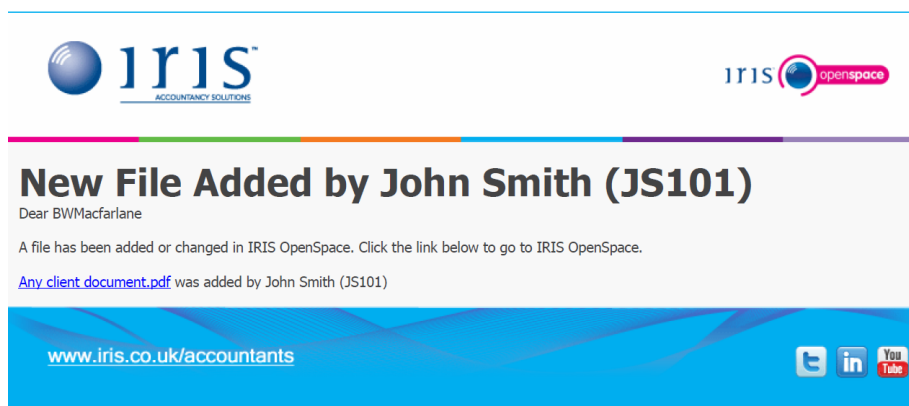 iris™
ACCOUNTANCY SOLUTIONS
iris openspace
New File Added by John Smith (JS101)
Dear BWMacfarlane
A file has been added or changed in IRIS OpenSpace. Click the link below to go to IRIS OpenSpace.
Any client document.pdf was added by John Smith (JS101)
www.iris.co.uk/accountants
t in You
Tube